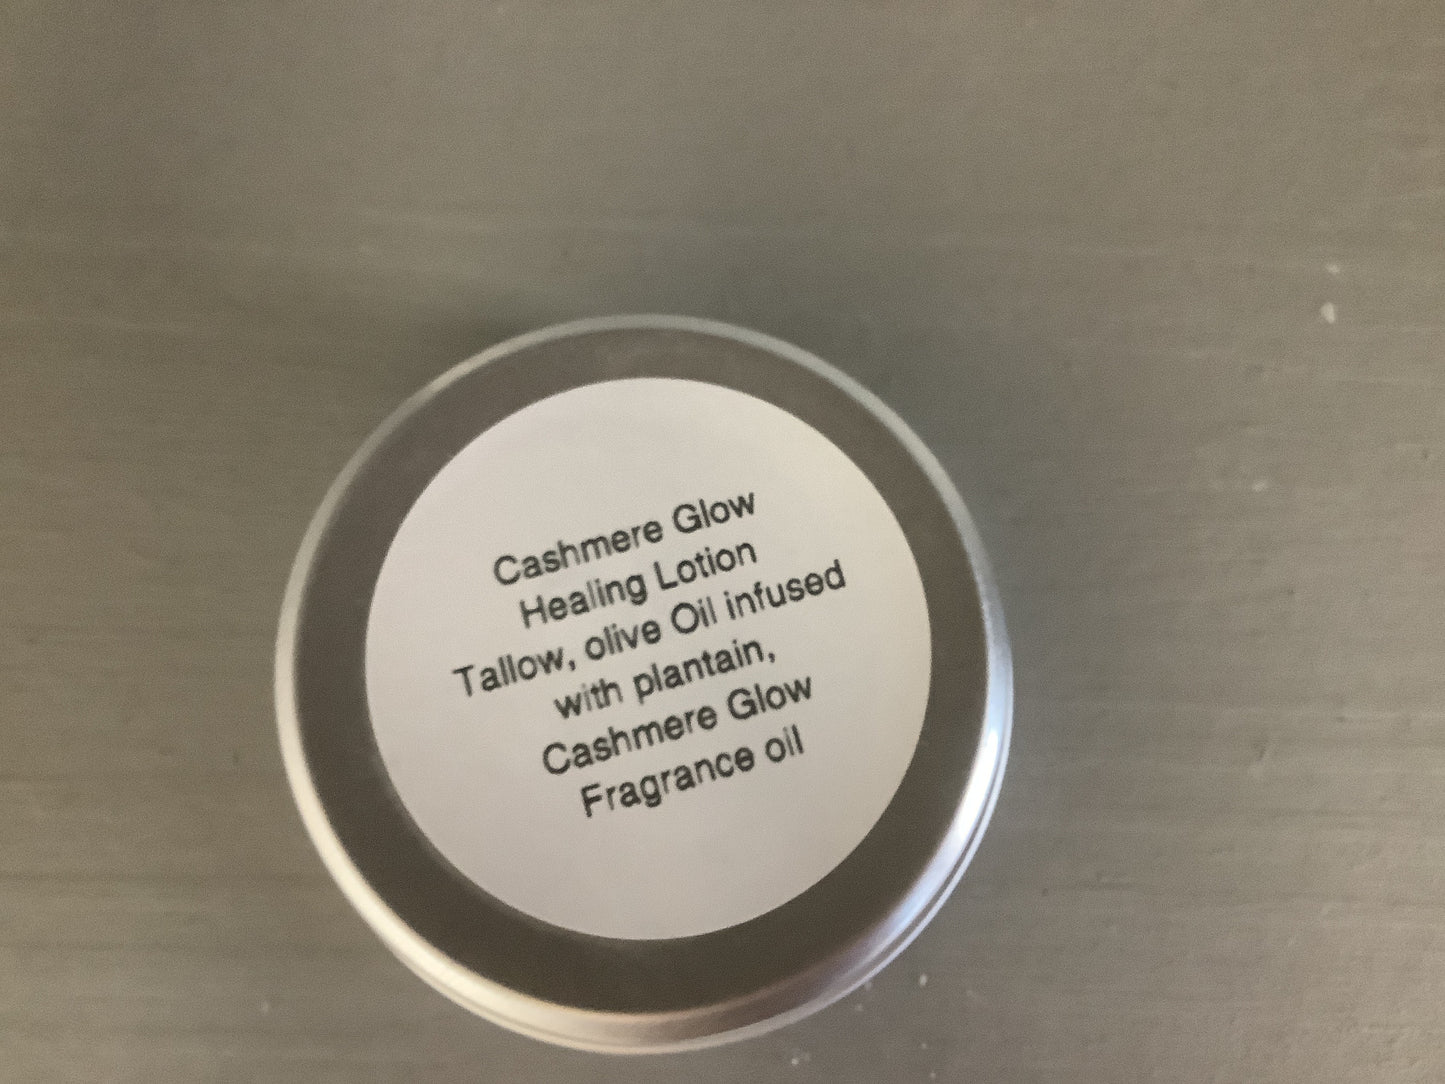 Cashmere Glow
Healing Lotion
Tallow, olive Oil infused
with plantain,
Cashmere Glow
Fragrance oil